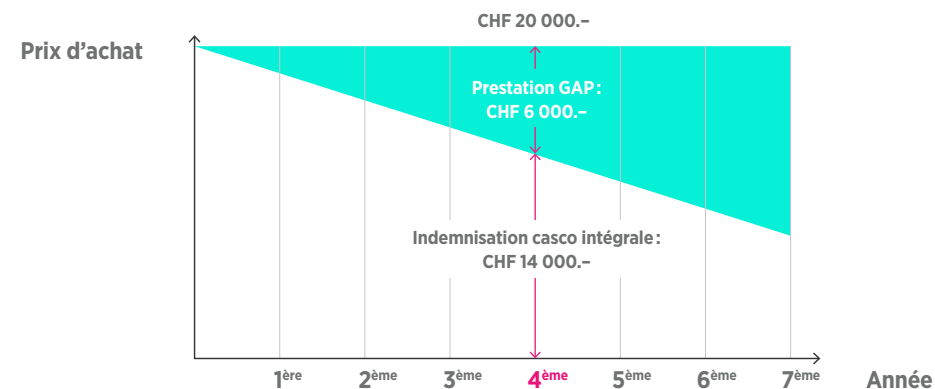 CHF 20 000.–
Prix d’achat
Prestation GAP :
CHF 6 000.–
Indemnisation casco intégrale :
CHF 14 000.–
1ère 2ème 3ème 4ème 5ème 6ème 7ème Année